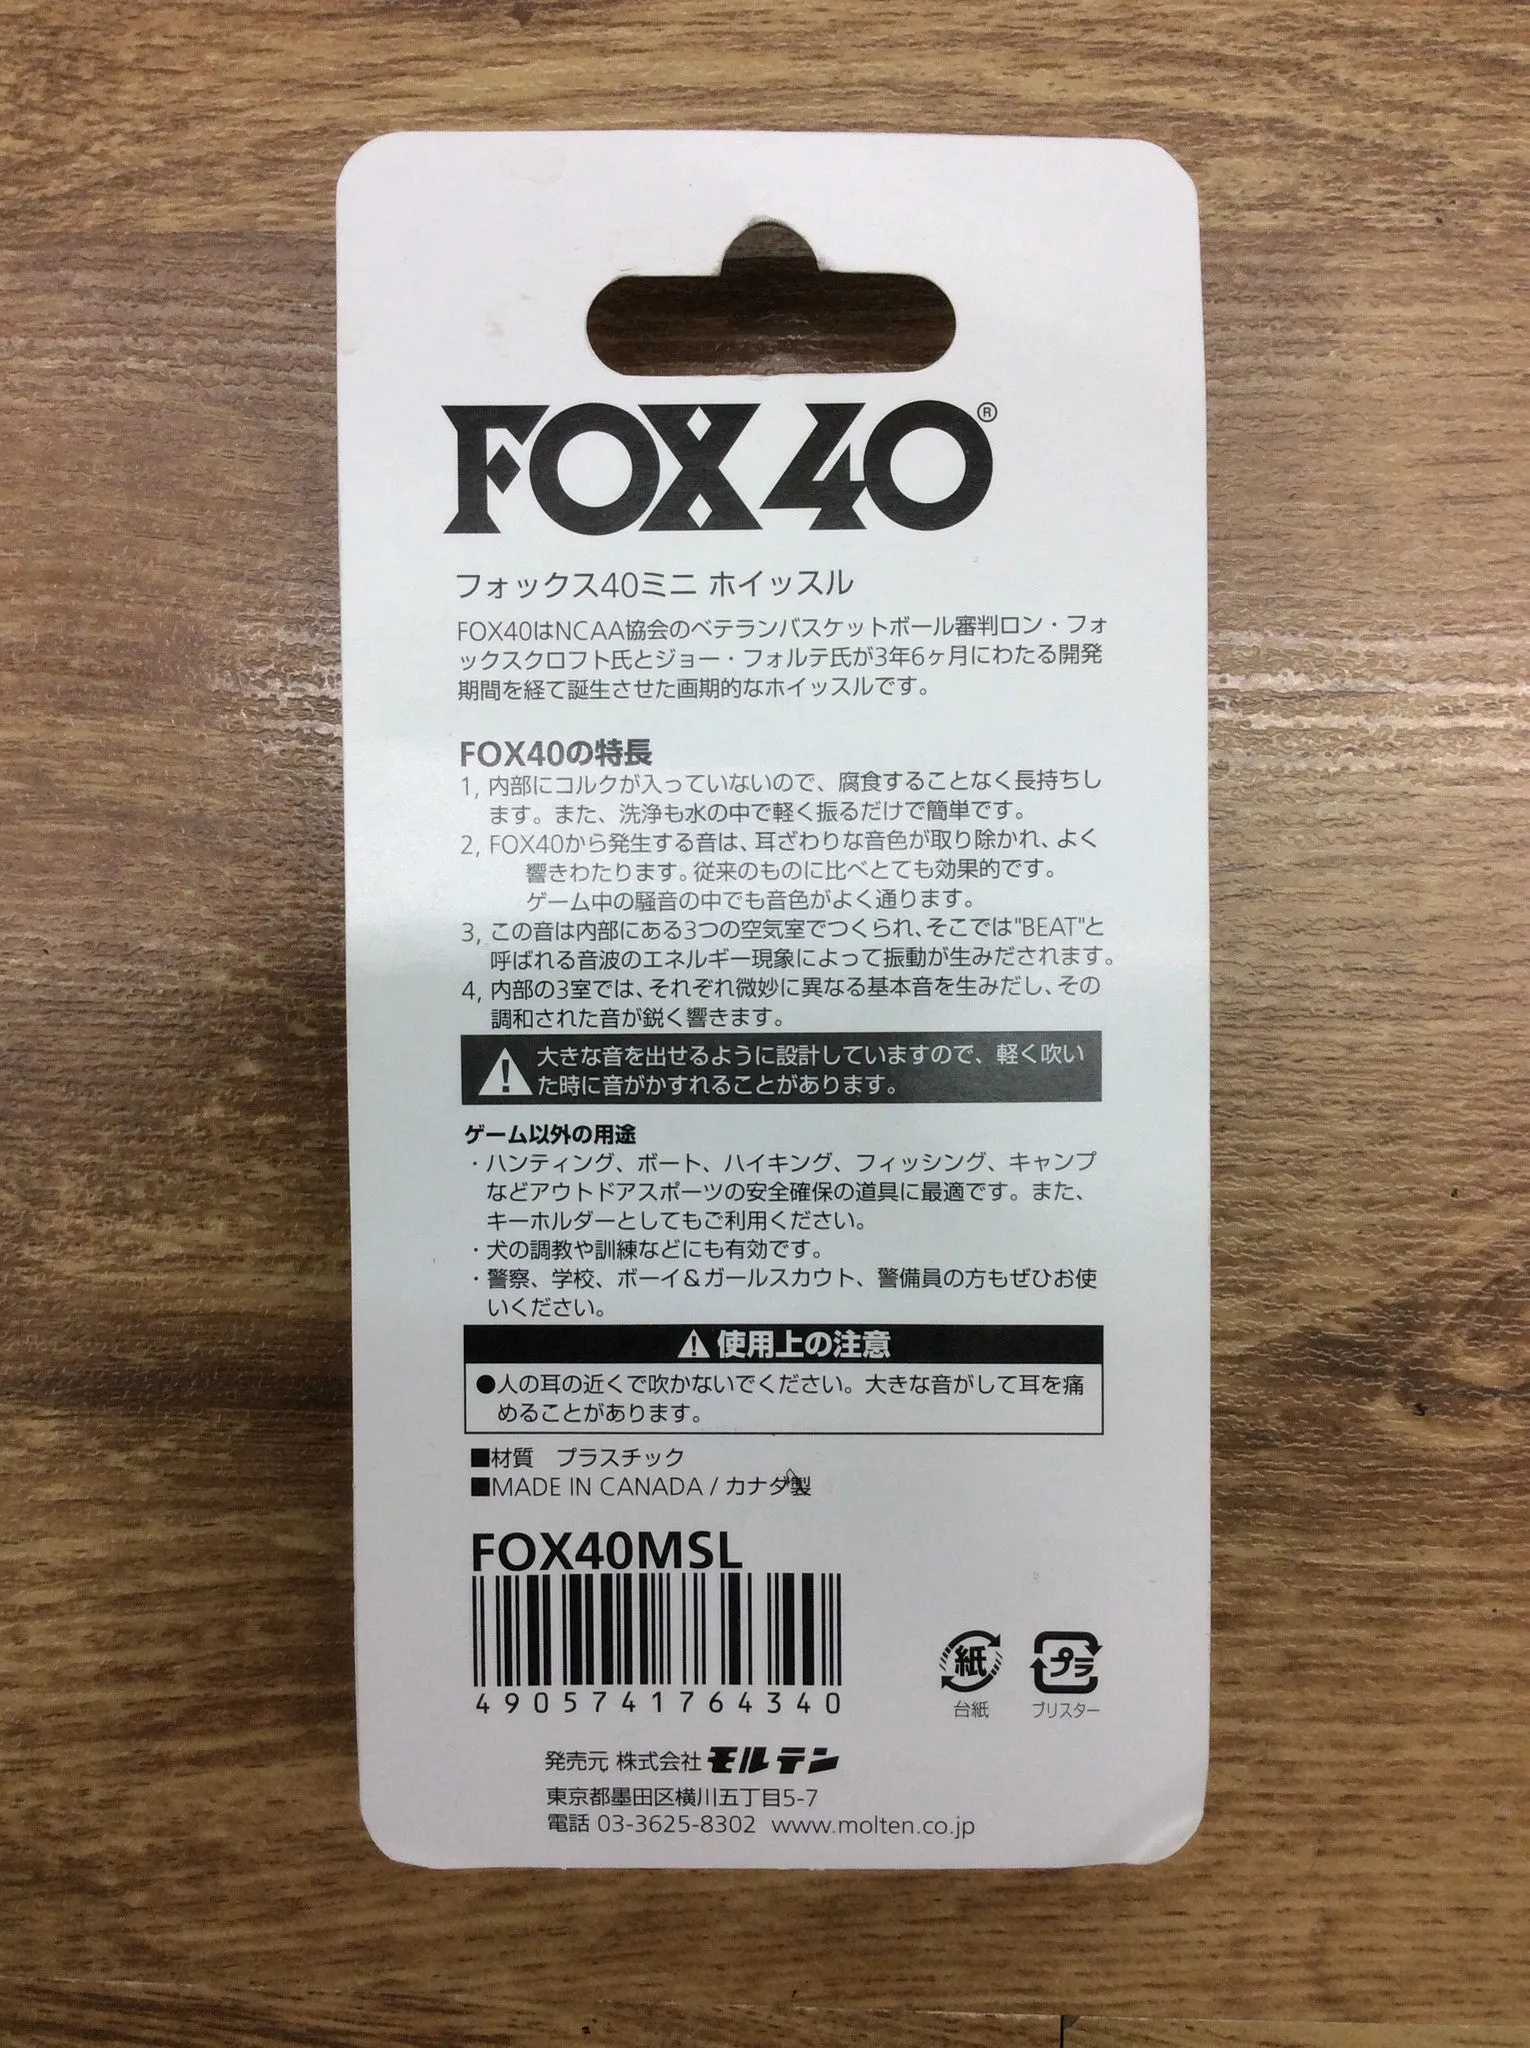 FOX40®
フォックス40ミニ ホイッスル
FOX40はNCAA協会のベテランバスケットボール審判ロン・フォ
ックスクロフト氏とジョー・フォルテ氏が3年6ヶ月にわたる開発
期間を経て誕生させた画期的なホイッスルです。
FOX40の特長
1, 内部にコルクが入っていないので、腐食することなく長持ちし
ます。また、洗浄も水の中で軽く振るだけで簡単です。
2, FOX40から発生する音は、耳ざわりな音色が取り除かれ、よく
響きわたります。従来のものに比べとても効果的です。
ゲーム中の騒音の中でも音色がよく通ります。
3, この音は内部にある3つの空気室でつくられ、そこでは"BEAT"と
呼ばれる音波のエネルギー現象によって振動が生みだされます。
4, 内部の3室では、それぞれ微妙に異なる基本音を生みだし、その
調和された音が鋭く響きます。
大きな音を出せるように設計していますので、軽く吹い
た時に音がかすれることがあります。
ゲーム以外の用途
・ハンティング、ボート、ハイキング、フィッシング、キャンプ
などアウトドアスポーツの安全確保の道具に最適です。また、
キーホルダーとしてもご利用ください。
・犬の調教や訓練などにも有効です。
・警察、学校、ボーイ&ガールスカウト、警備員の方もぜひお使
いください。
使用上の注意
●人の耳の近くで吹かないでください。大きな音がして耳を痛
めることがあります。
■材質 プラスチック
■MADE IN CANADA / カナダ製
FOX40MSL
4905741764340
紙 プラ
台紙 ブリスター
発売元 株式会社 モルテン
東京都墨田区横川五丁目5-7
電話 03-3625-8302 www.molten.co.jp